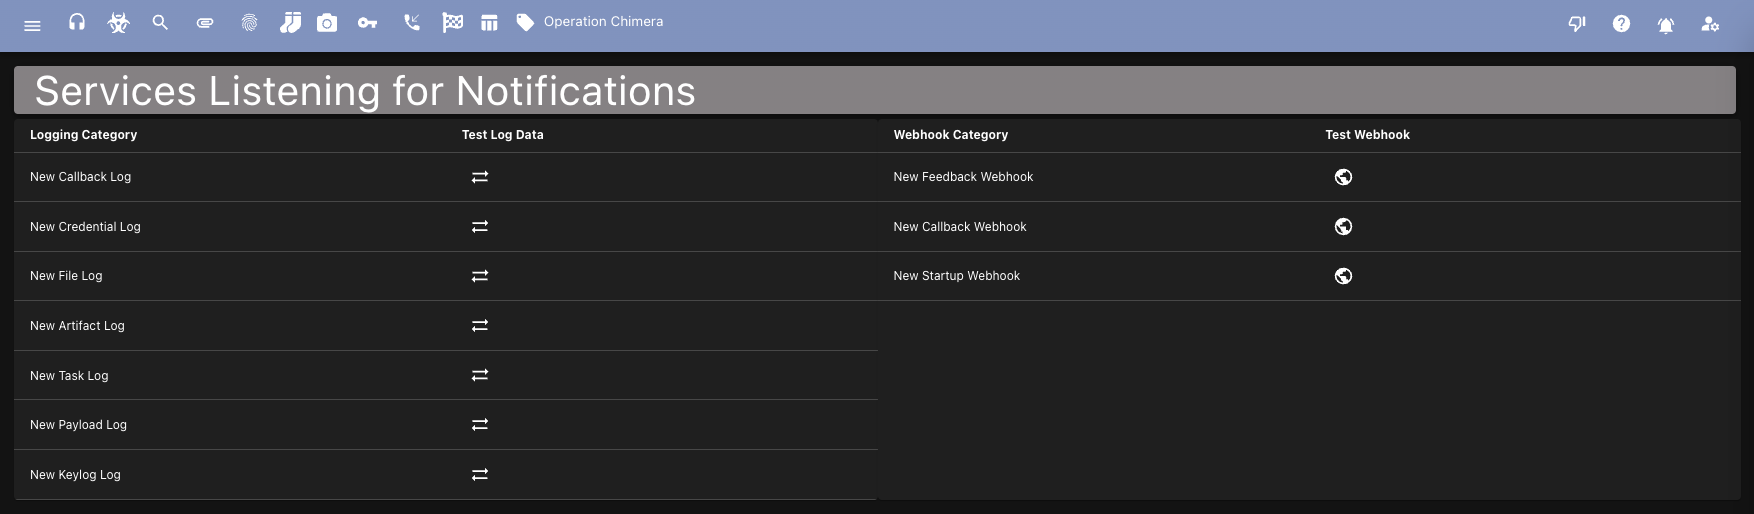 Operation Chimera
Services Listening for Notifications
Logging Category Test Log Data Webhook Category Test Webhook
New Callback Log New Feedback Webhook
New Credential Log New Callback Webhook
New File Log New Startup Webhook
New Artifact Log
New Task Log
New Payload Log
New Keylog Log